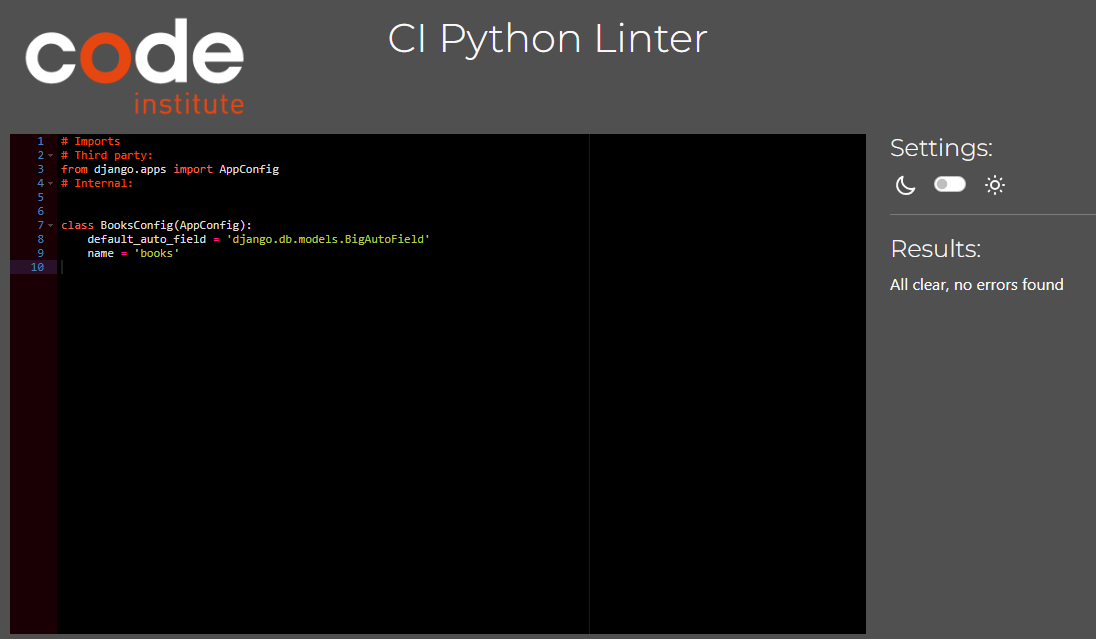 code
institute
CI Python Linter
1 # Imports
2 # Third party:
3 from django.apps import AppConfig
4 # Internal:
5
6
7 class BooksConfig(AppConfig):
8     default_auto_field = 'django.db.models.BigAutoField'
9     name = 'books'
10
Settings:
Results:
All clear, no errors found